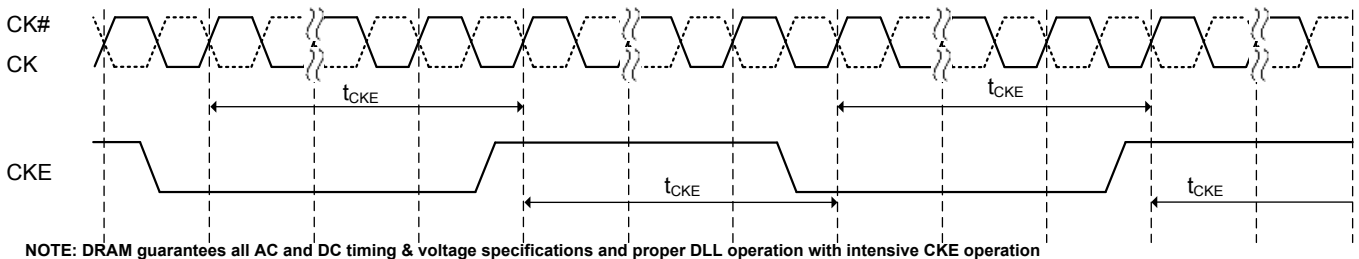 CK#
CK
tCKE
tCKE
CKE
tCKE
tCKE
NOTE: DRAM guarantees all AC and DC timing & voltage specifications and proper DLL operation with intensive CKE operation